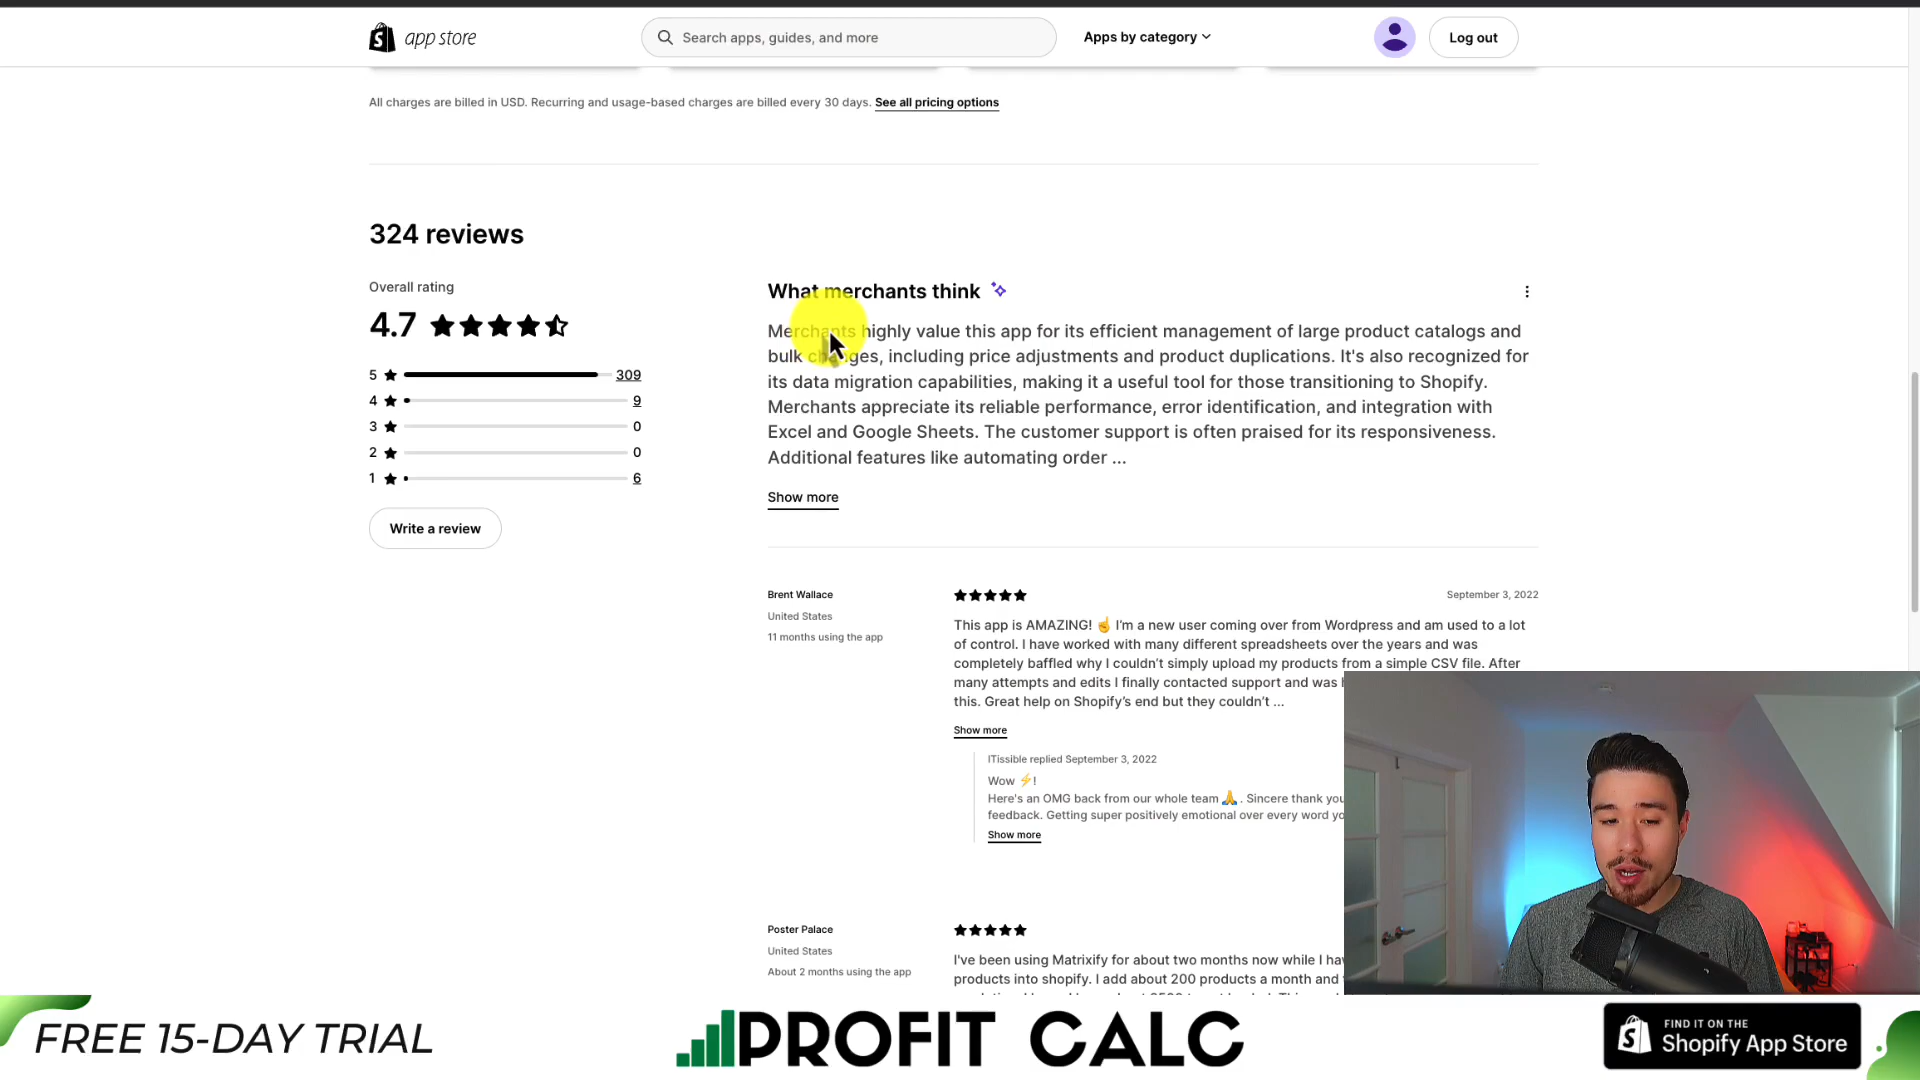 app store
Search apps, guides, and more
Apps by category
Log out
All charges are billed in USD. Recurring and usage-based charges are billed every 30 days. See all pricing options
324 reviews
Overall rating
4.7
5 309
4 9
3 0
2 0
1 6
Write a review
What merchants think
Merchants highly value this app for its efficient management of large product catalogs and
bulk changes, including price adjustments and product duplications. It's also recognized for
its data migration capabilities, making it a useful tool for those transitioning to Shopify.
Merchants appreciate its reliable performance, error identification, and integration with
Excel and Google Sheets. The customer support is often praised for its responsiveness.
Additional features like automating order ...
Show more
Brent Wallace
United States
11 months using the app
September 3, 2022
This app is AMAZING! ☝ I'm a new user coming over from Wordpress and am used to a lot
of control. I have worked with many different spreadsheets over the years and was
completely baffled why I couldn't simply upload my products from a simple CSV file. After
many attempts and edits I finally contacted support and was
this. Great help on Shopify's end but they couldn't ...
Show more
ITissible replied September 3, 2022
Wow ⚡!
Here's an OMG back from our whole team 🙏. Sincere thank you
feedback. Getting super positively emotional over every word
Show more
Poster Palace
United States
About 2 months using the app
I've been using Matrixify for about two months now while I
products into shopify. I add about 200 products a month and
FREE 15-DAY TRIAL
PROFIT CALC
FIND IT ON THE
Shopify App Store